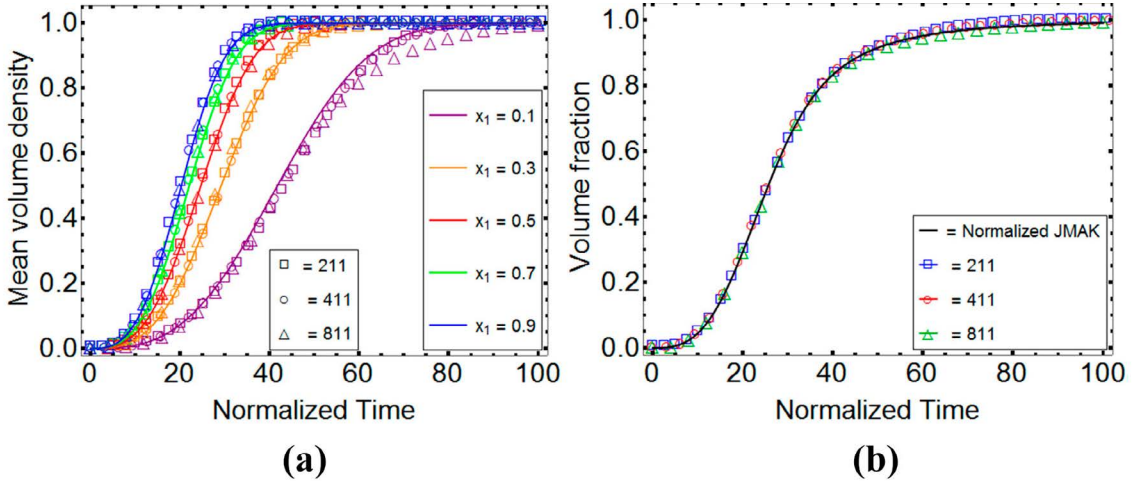 1.0
0.8
0.6
0.4
0.2
0.0
Mean volume density
0 20 40 60 80 100
Normalized Time
□ = 211
○ = 411
△ = 811
x₁ = 0.1
x₁ = 0.3
x₁ = 0.5
x₁ = 0.7
x₁ = 0.9
(a)
1.0
0.8
0.6
0.4
0.2
0.0
Volume fraction
0 20 40 60 80 100
Normalized Time
= Normalized JMAK
= 211
= 411
= 811
(b)